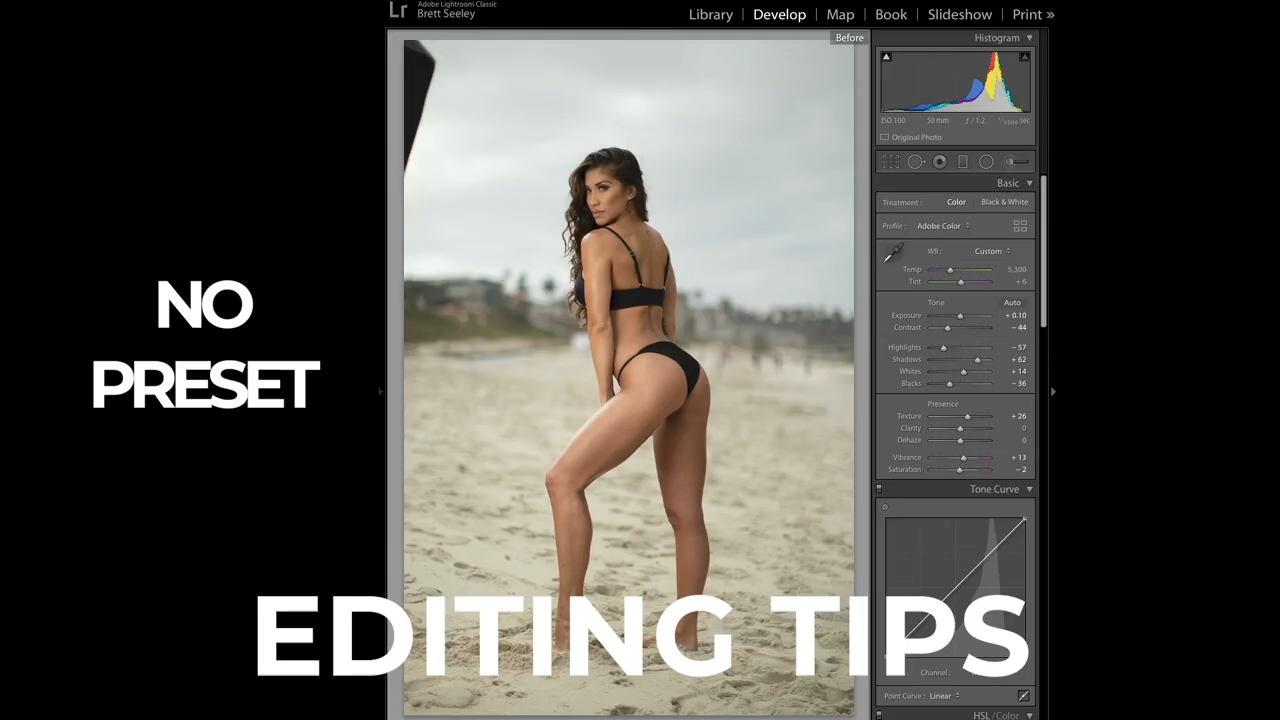 Adobe Lightroom Classic
Lr Brett Seeley
Library | Develop | Map | Book | Slideshow | Print »
Before
Histogram
ISO 100 50 mm ƒ / 1.2
Original Photo
Basic
Treatment : Color Black & White
Profile : Adobe Color
WB : Custom
Temp 5,300
Tint + 6
Tone Auto
Exposure + 0.10
Contrast − 44
Highlights − 57
Shadows + 62
Whites + 14
Blacks − 36
Presence
Texture + 26
Clarity 0
Dehaze 0
Vibrance + 13
Saturation − 2
Tone Curve
Channel :
Point Curve : Linear
HSL / Color
NO
PRESET
EDITING TIPS